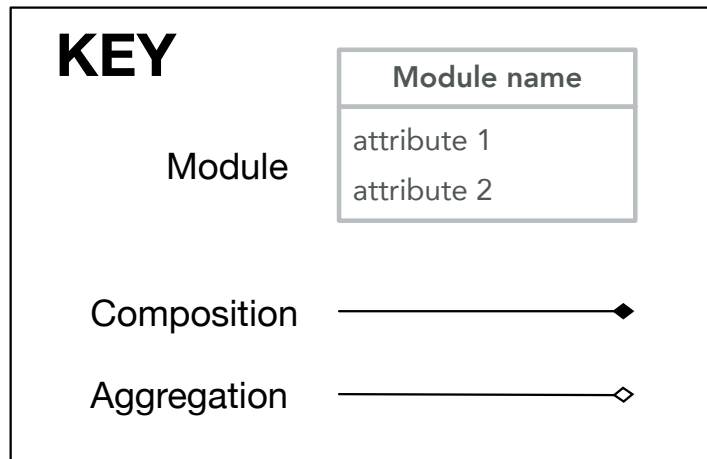 KEY
Module name
Module
attribute 1
attribute 2
Composition
Aggregation